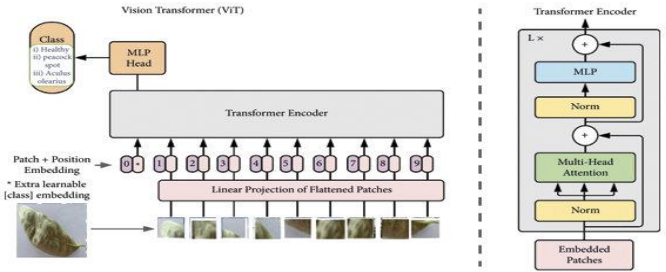 Vision Transformer (ViT)
Class
i) Healthy
ii) peacock
spot
iii) Aculus
olearius
MLP
Head
Transformer Encoder
Patch + Position
Embedding
0 * 1 2 3 4 5 6 7 8 9
* Extra learnable
[class] embedding
Linear Projection of Flattened Patches
Transformer Encoder
L ×
+
MLP
Norm
+
Multi-Head
Attention
Norm
Embedded
Patches